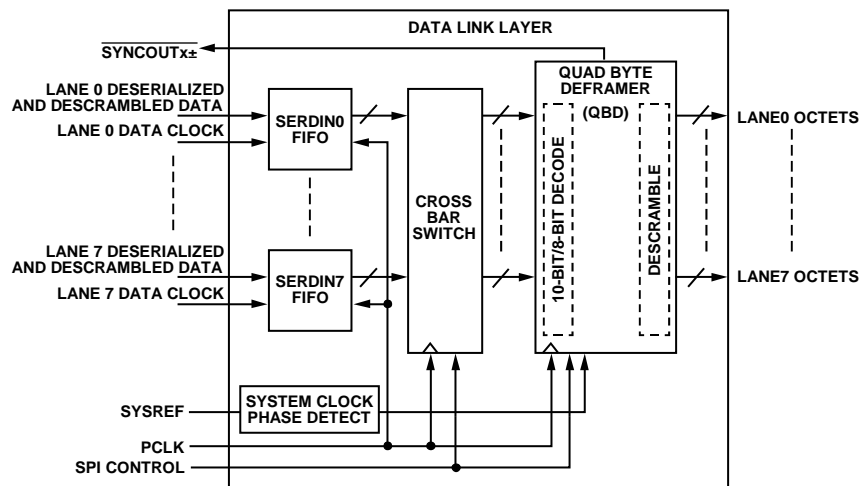 DATA LINK LAYER
SYNCOUTx±
QUAD BYTE
DEFRAMER
(QBD)
LANE 0 DESERIALIZED
AND DESCRAMBLED DATA
LANE 0 DATA CLOCK
SERDIN0
FIFO
LANE0 OCTETS
CROSS
BAR
SWITCH
10-BIT/8-BIT DECODE
DESCRAMBLE
LANE 7 DESERIALIZED
AND DESCRAMBLED DATA
LANE 7 DATA CLOCK
SERDIN7
FIFO
LANE7 OCTETS
SYSREF
SYSTEM CLOCK
PHASE DETECT
PCLK
SPI CONTROL